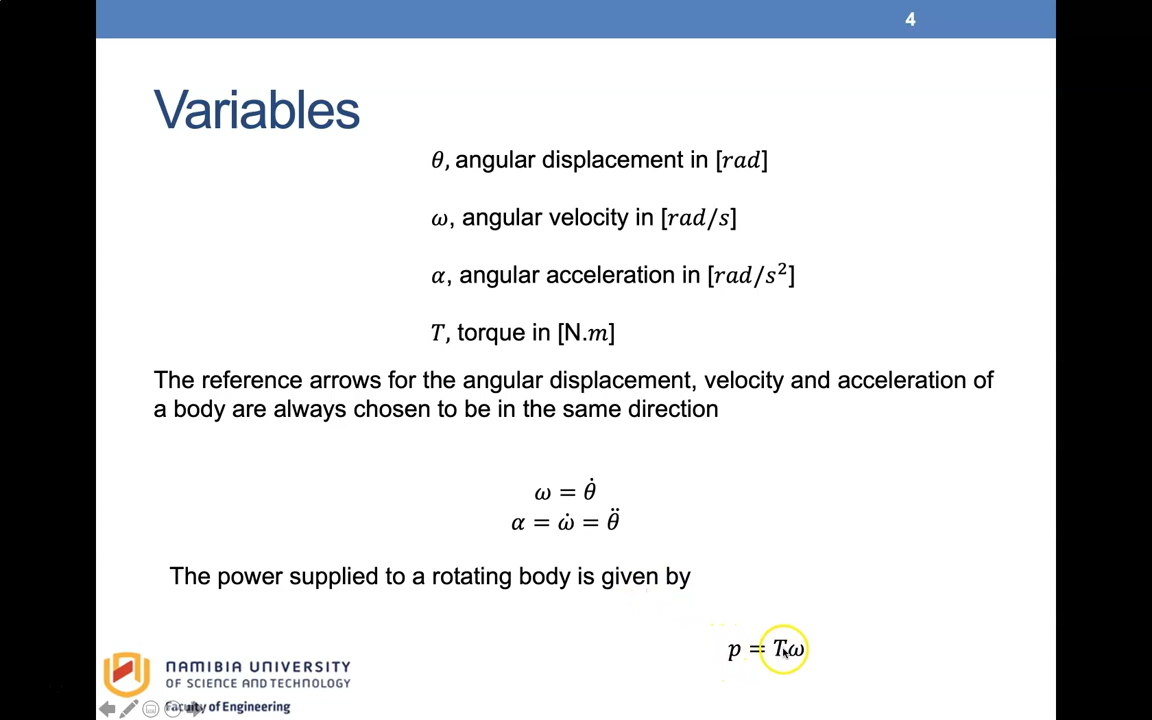 4
Variables
θ, angular displacement in [rad]
ω, angular velocity in [rad/s]
α, angular acceleration in [rad/s²]
T, torque in [N.m]
The reference arrows for the angular displacement, velocity and acceleration of
a body are always chosen to be in the same direction
ω = θ̇
α = ω̇ = θ̈
The power supplied to a rotating body is given by
p = Tω
NAMIBIA UNIVERSITY
OF SCIENCE AND TECHNOLOGY
Faculty of Engineering